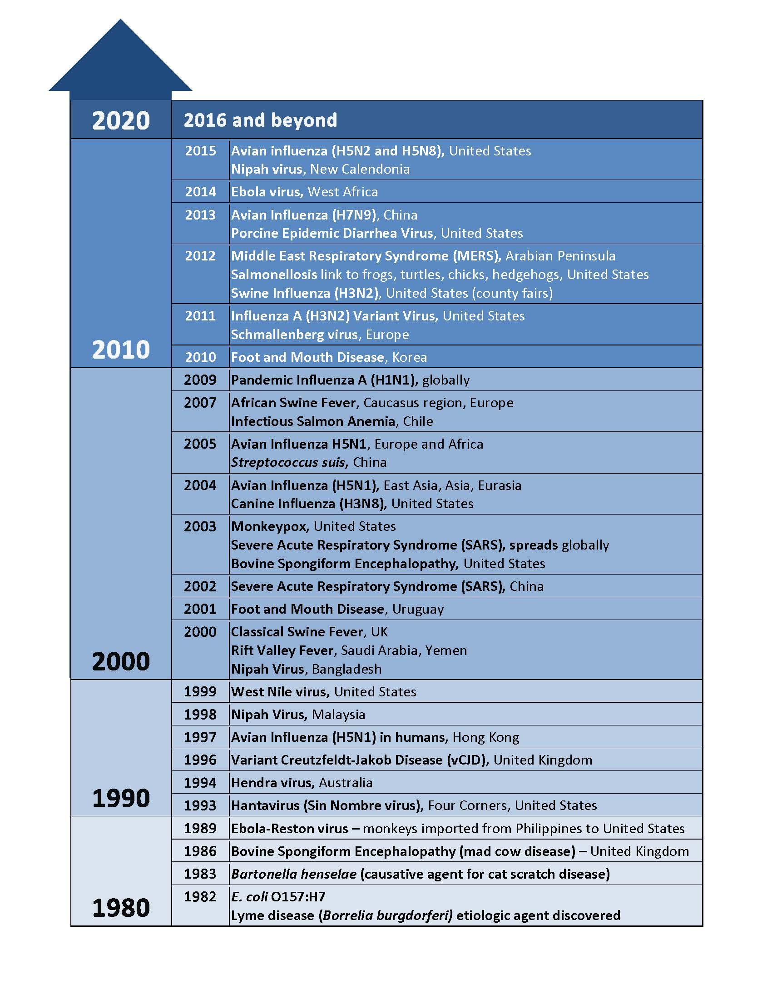 2020 2016 and beyond
2015 Avian influenza (H5N2 and H5N8), United States
Nipah virus, New Calendonia
2014 Ebola virus, West Africa
2013 Avian Influenza (H7N9), China
Porcine Epidemic Diarrhea Virus, United States
2012 Middle East Respiratory Syndrome (MERS), Arabian Peninsula
Salmonellosis link to frogs, turtles, chicks, hedgehogs, United States
Swine Influenza (H3N2), United States (county fairs)
2011 Influenza A (H3N2) Variant Virus, United States
Schmallenberg virus, Europe
2010
2010 Foot and Mouth Disease, Korea
2009 Pandemic Influenza A (H1N1), globally
2007 African Swine Fever, Caucasus region, Europe
Infectious Salmon Anemia, Chile
2005 Avian Influenza H5N1, Europe and Africa
Streptococcus suis, China
2004 Avian Influenza (H5N1), East Asia, Asia, Eurasia
Canine Influenza (H3N8), United States
2003 Monkeypox, United States
Severe Acute Respiratory Syndrome (SARS), spreads globally
Bovine Spongiform Encephalopathy, United States
2002 Severe Acute Respiratory Syndrome (SARS), China
2001 Foot and Mouth Disease, Uruguay
2000 Classical Swine Fever, UK
Rift Valley Fever, Saudi Arabia, Yemen
2000
Nipah Virus, Bangladesh
1999 West Nile virus, United States
1998 Nipah Virus, Malaysia
1997 Avian Influenza (H5N1) in humans, Hong Kong
1996 Variant Creutzfeldt-Jakob Disease (vCJD), United Kingdom
1994 Hendra virus, Australia
1990
1993 Hantavirus (Sin Nombre virus), Four Corners, United States
1989 Ebola-Reston virus – monkeys imported from Philippines to United States
1986 Bovine Spongiform Encephalopathy (mad cow disease) – United Kingdom
1983 Bartonella henselae (causative agent for cat scratch disease)
1982 E. coli O157:H7
1980
Lyme disease (Borrelia burgdorferi) etiologic agent discovered